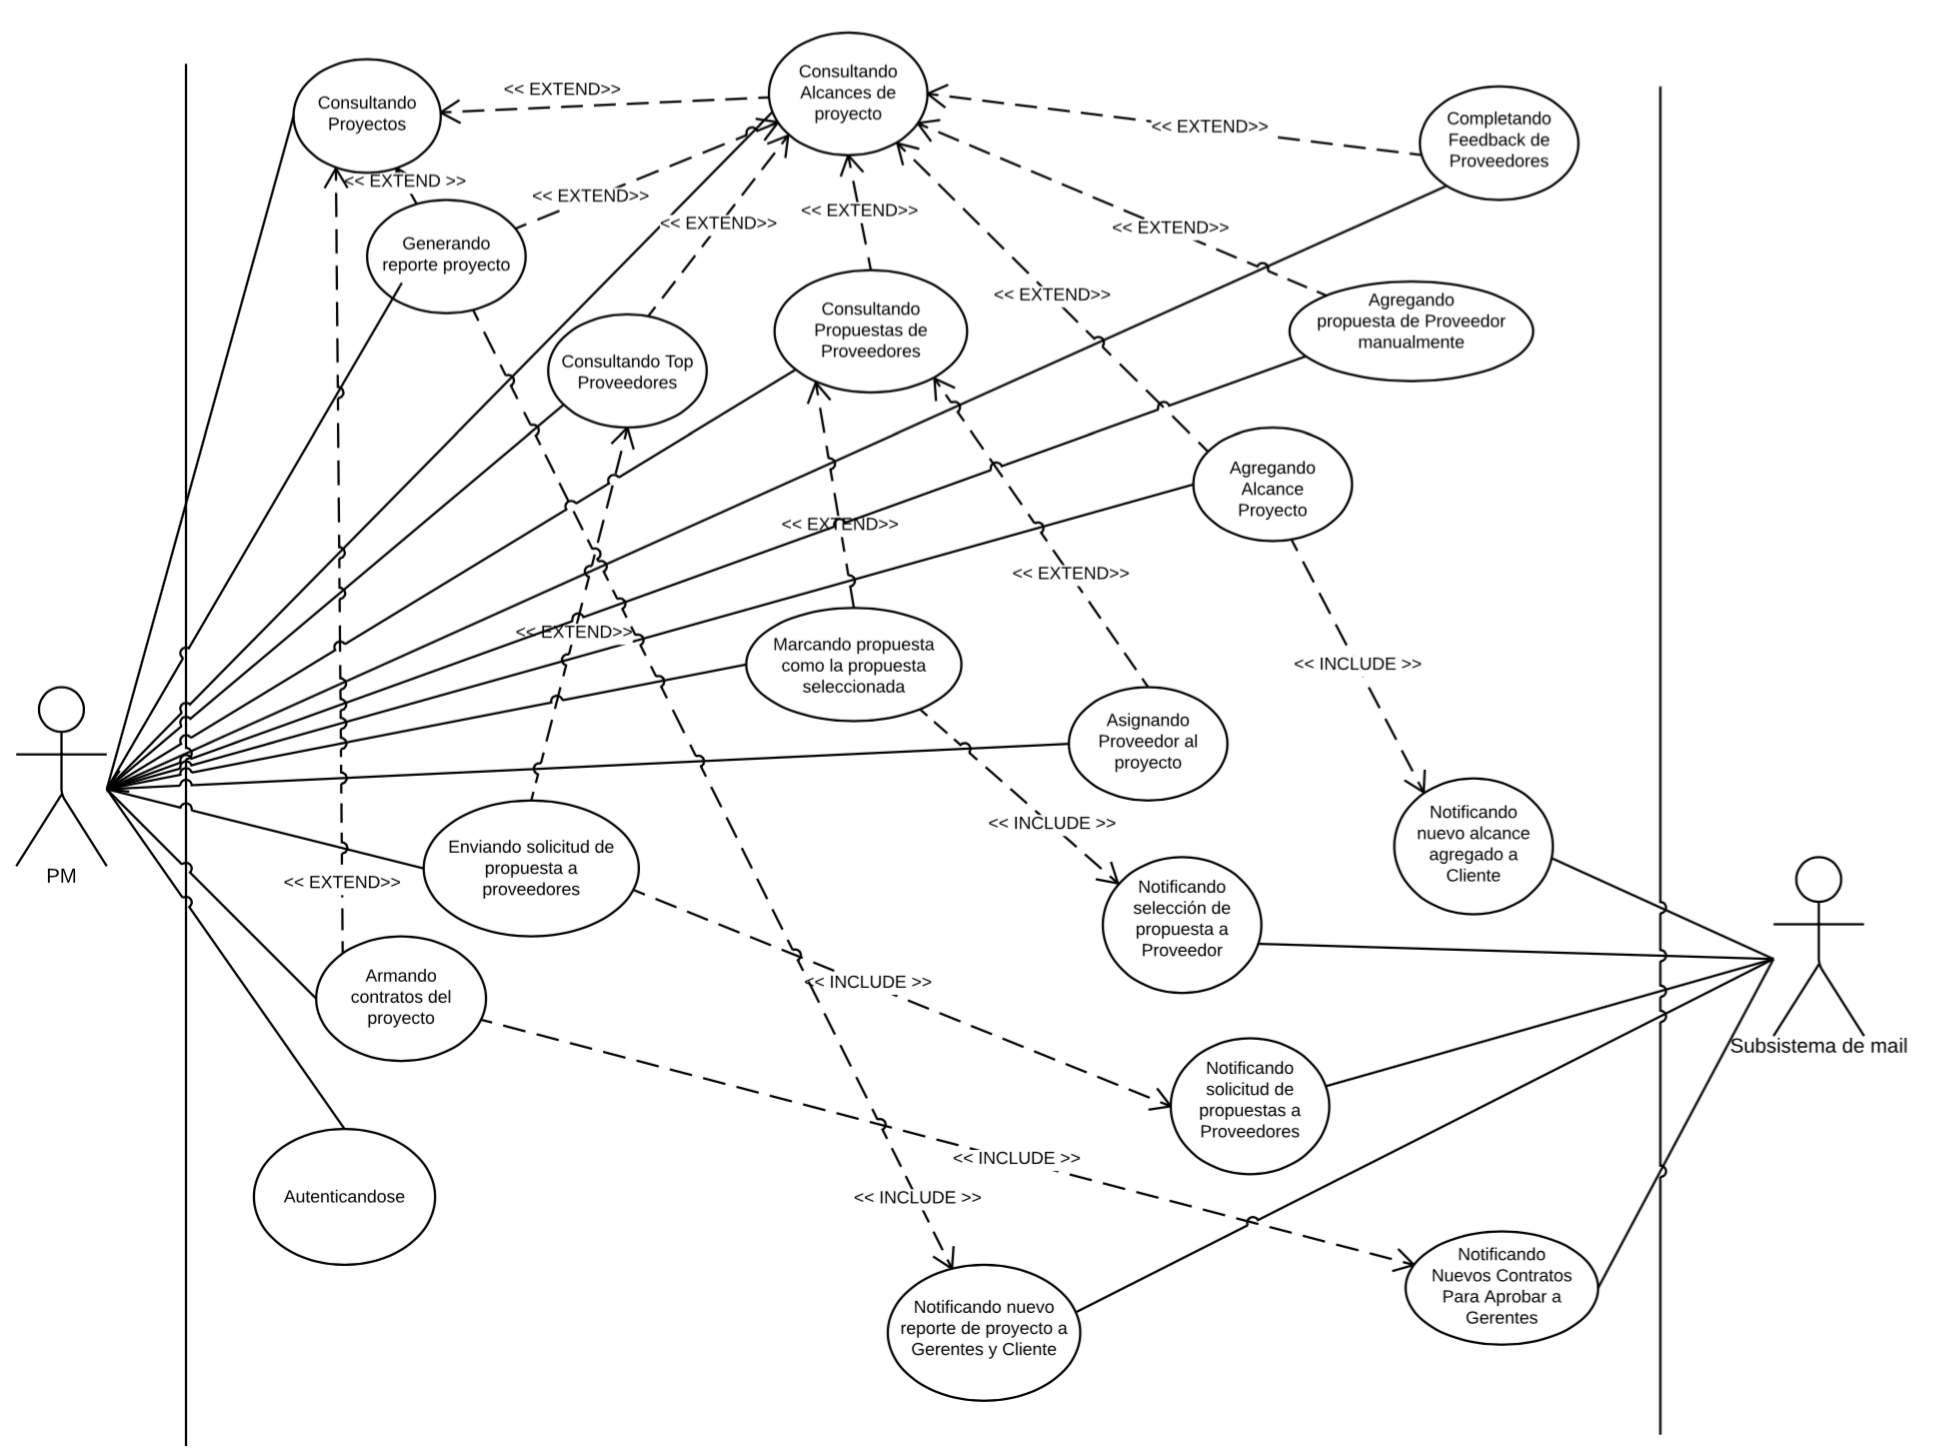 Consultando
Proyectos
<< EXTEND>>
Consultando
Alcances de
proyecto
<< EXTEND>>
Completando
Feedback de
Proveedores
<< EXTEND >>
<< EXTEND>>
<< EXTEND>>
<< EXTEND>>
<< EXTEND>>
Generando
reporte proyecto
<< EXTEND>>
Consultando
Propuestas de
Proveedores
Agregando
propuesta de Proveedor
manualmente
Consultando Top
Proveedores
Agregando
Alcance
Proyecto
<< EXTEND>>
<< EXTEND>>
<< EXTEND>>
<< INCLUDE >>
Marcando propuesta
como la propuesta
seleccionada
Asignando
Proveedor al
proyecto
<< INCLUDE >>
Notificando
nuevo alcance
agregado a
Cliente
PM
Enviando solicitud de
propuesta a
proveedores
<< EXTEND>>
Notificando
selección de
propuesta a
Proveedor
Armando
contratos del
proyecto
<< INCLUDE >>
Subsistema de mail
Notificando
solicitud de
propuestas a
Proveedores
<< INCLUDE >>
Autenticandose
<< INCLUDE >>
Notificando
Nuevos Contratos
Para Aprobar a
Gerentes
Notificando nuevo
reporte de proyecto a
Gerentes y Cliente